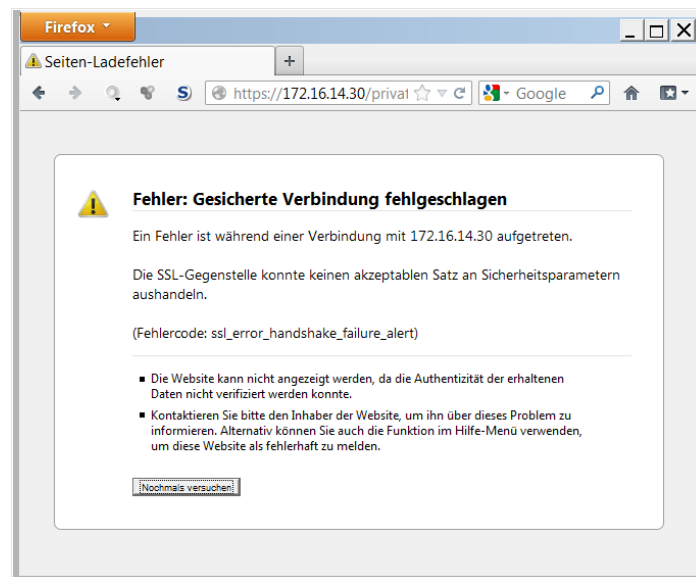 Firefox
Seiten-Ladefehler
https://172.16.14.30/privat
Google
Fehler: Gesicherte Verbindung fehlgeschlagen
Ein Fehler ist während einer Verbindung mit 172.16.14.30 aufgetreten.
Die SSL-Gegenstelle konnte keinen akzeptablen Satz an Sicherheitsparametern
aushandeln.
(Fehlercode: ssl_error_handshake_failure_alert)
Die Website kann nicht angezeigt werden, da die Authentizität der erhaltenen
Daten nicht verifiziert werden konnte.
Kontaktieren Sie bitte den Inhaber der Website, um ihn über dieses Problem zu
informieren. Alternativ können Sie auch die Funktion im Hilfe-Menü verwenden,
um diese Website als fehlerhaft zu melden.
Nochmals versuchen